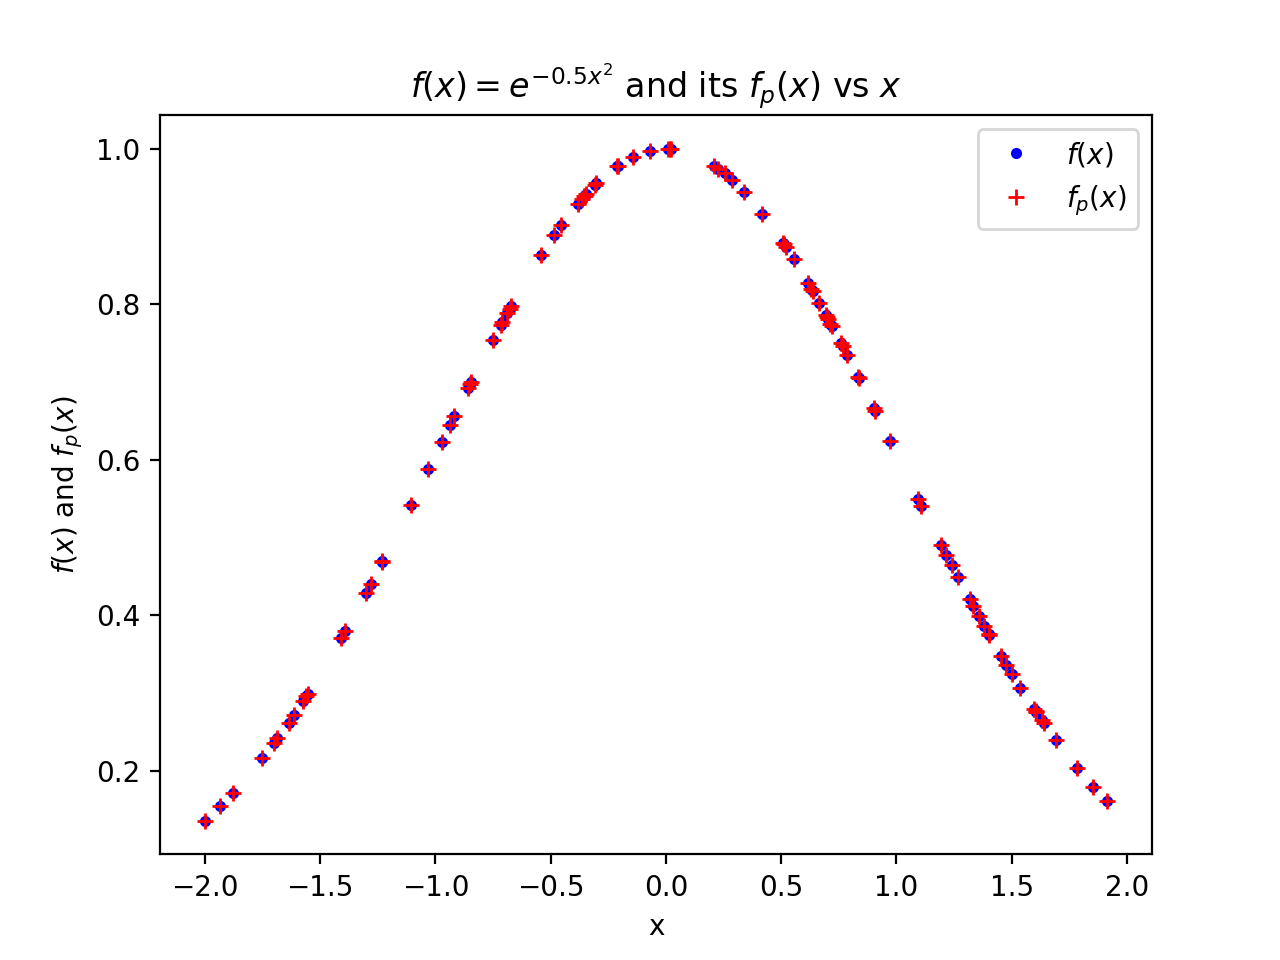 f(x) = e^{−0.5x^2} and its f_p(x) vs x
f(x)
f_p(x)
f(x) and f_p(x)
1.0
0.8
0.6
0.4
0.2
−2.0 −1.5 −1.0 −0.5 0.0 0.5 1.0 1.5 2.0
x